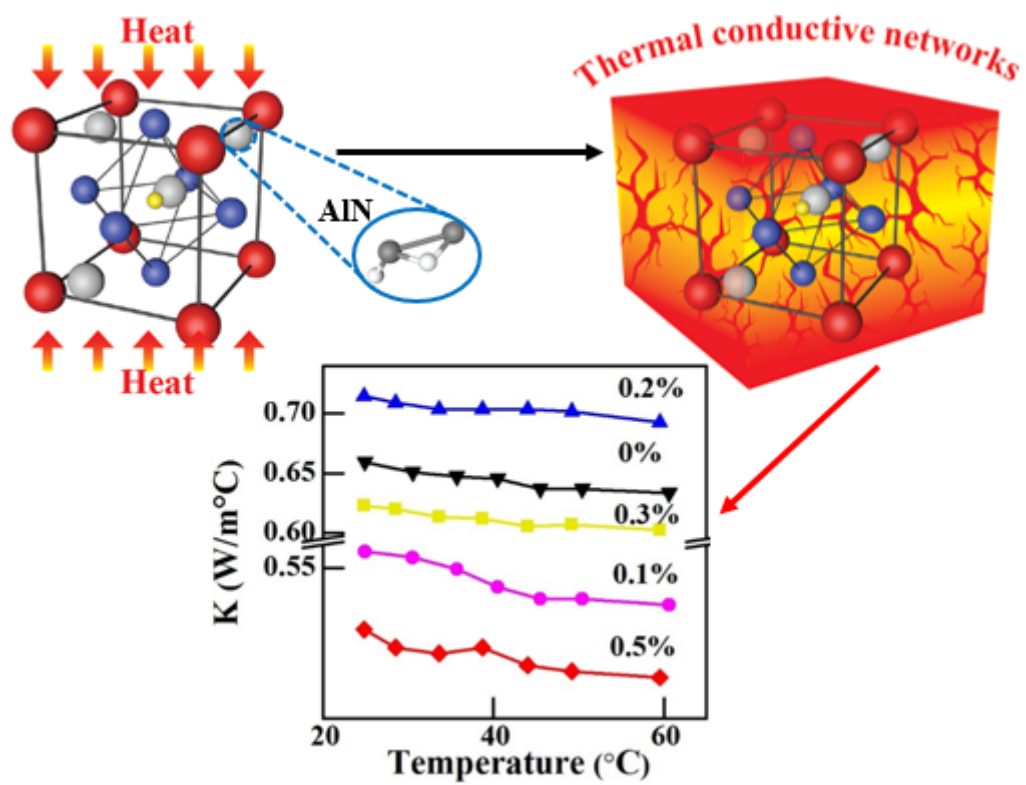 Heat
Thermal conductive networks
AlN
Heat
0.2%
0.70
0%
0.65
0.3%
0.60
0.1%
0.55
0.5%
K (W/m°C)
20
40
60
Temperature (°C)